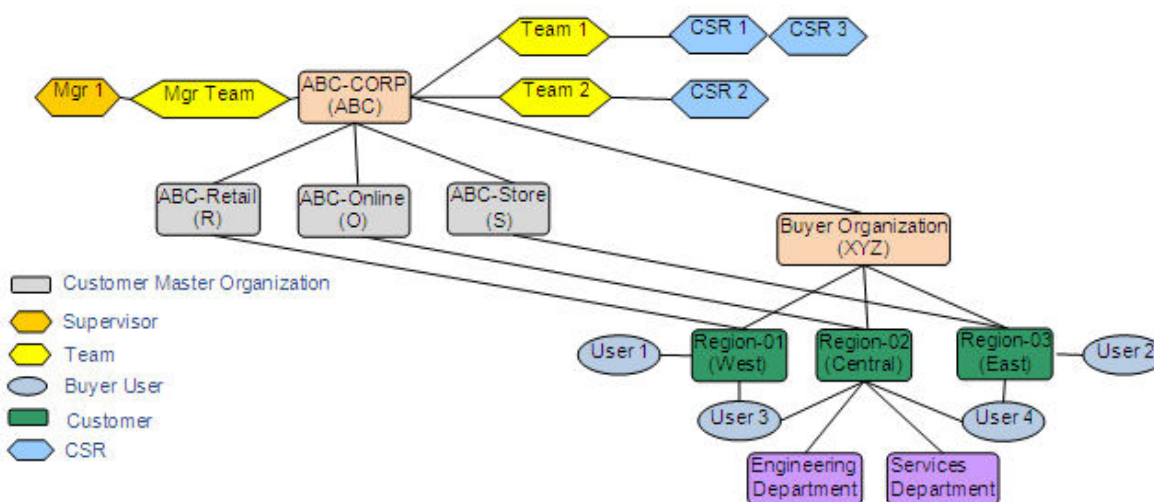 Team 1
CSR 1
CSR 3
Mgr 1
Mgr Team
ABC-CORP
(ABC)
Team 2
CSR 2
ABC-Retail
(R)
ABC-Online
(O)
ABC-Store
(S)
Buyer Organization
(XYZ)
Customer Master Organization
Supervisor
Team
Buyer User
Customer
CSR
User 1
Region-01
(West)
Region-02
(Central)
Region-03
(East)
User 2
User 3
User 4
Engineering
Department
Services
Department